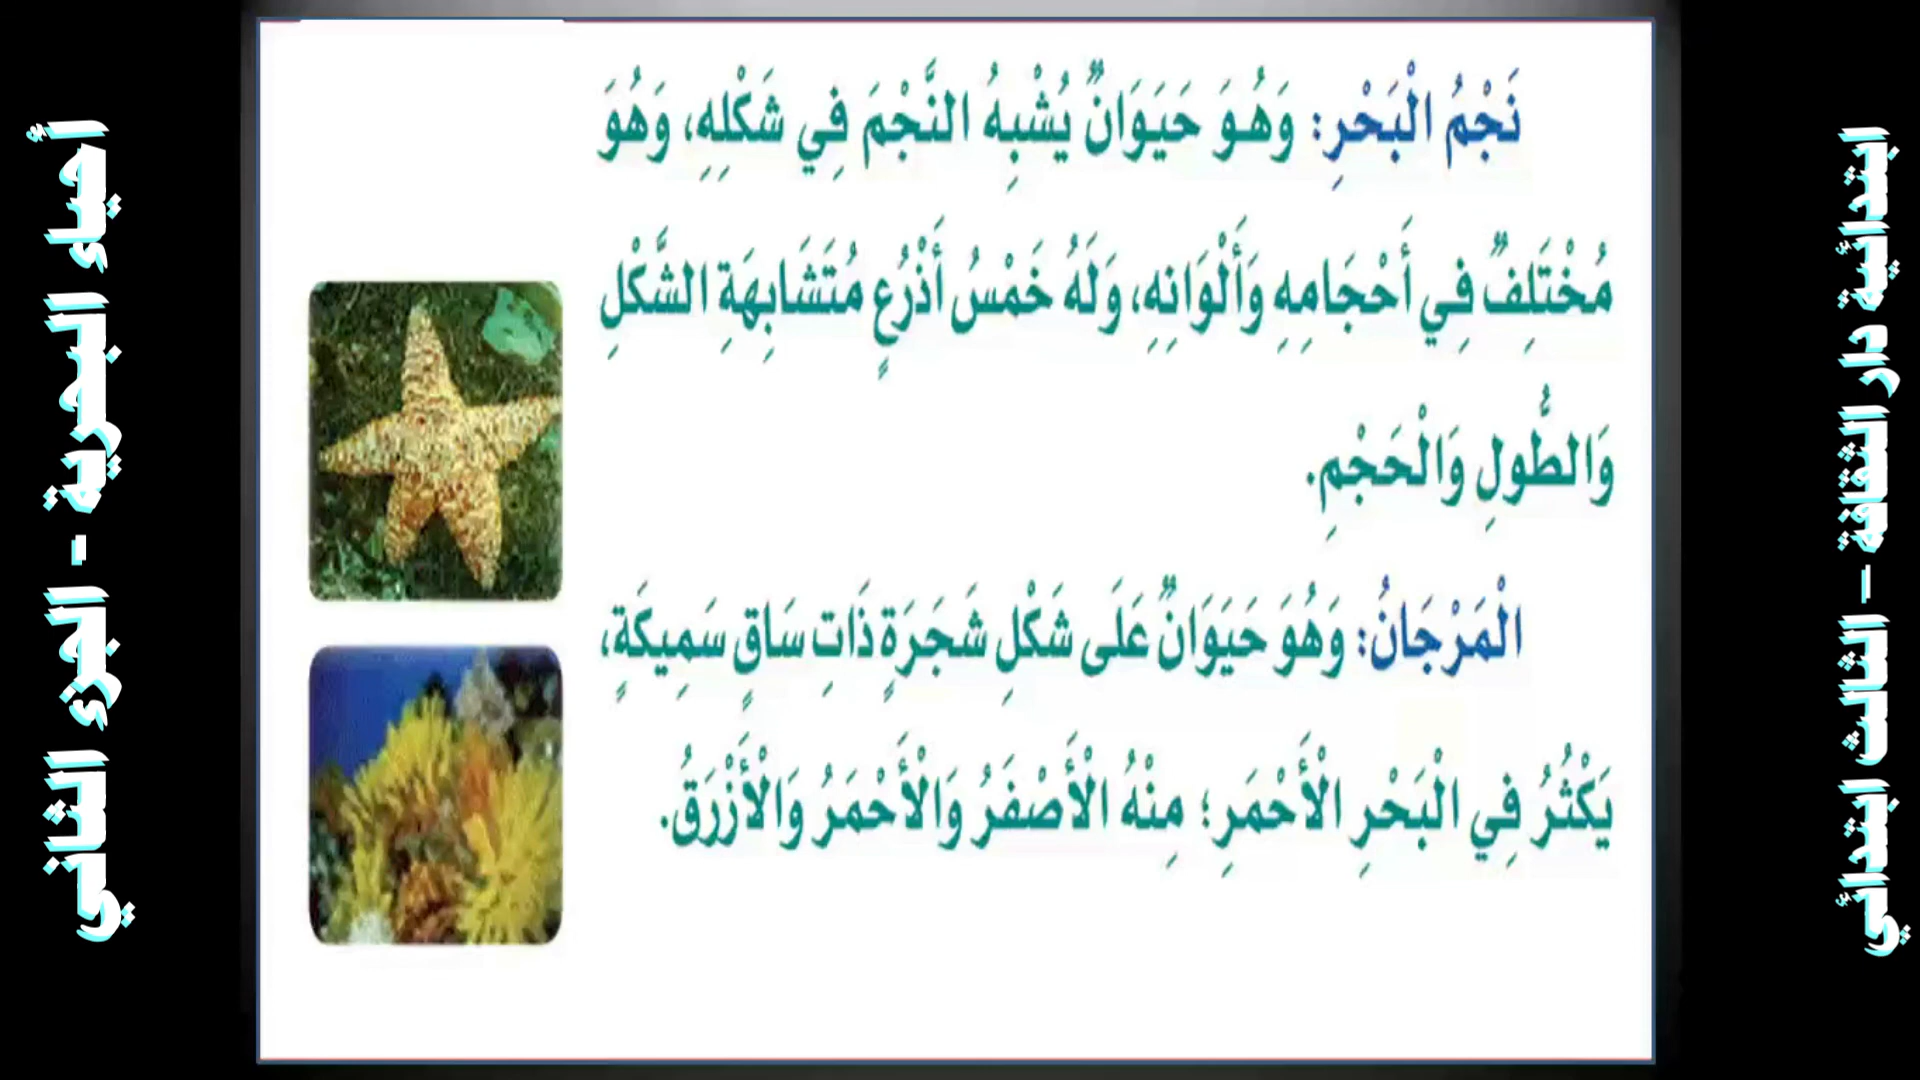 نَجْمُ الْبَحْرِ: وَهُوَ حَيَوَانٌ يُشْبِهُ النَّجْمَ فِي شَكْلِهِ، وَهُوَ
مُخْتَلِفٌ فِي أَحْجَامِهِ وَأَلْوَانِهِ، وَلَهُ خَمْسُ أَذْرُعٍ مُتَشَابِهَةِ الشَّكْلِ
وَالطُّولِ وَالْحَجْمِ.
الْمَرْجَانُ: وَهُوَ حَيَوَانٌ عَلَى شَكْلِ شَجَرَةٍ ذَاتِ سَاقٍ سَمِيكَةٍ،
يَكْثُرُ فِي الْبَحْرِ الْأَحْمَرِ؛ مِنْهُ الْأَصْفَرُ وَالْأَحْمَرُ وَالْأَزْرَقُ.
ابتدائية دار الثقافة – الثالث ابتدائي
أحياء البحرية - الجزء الثاني